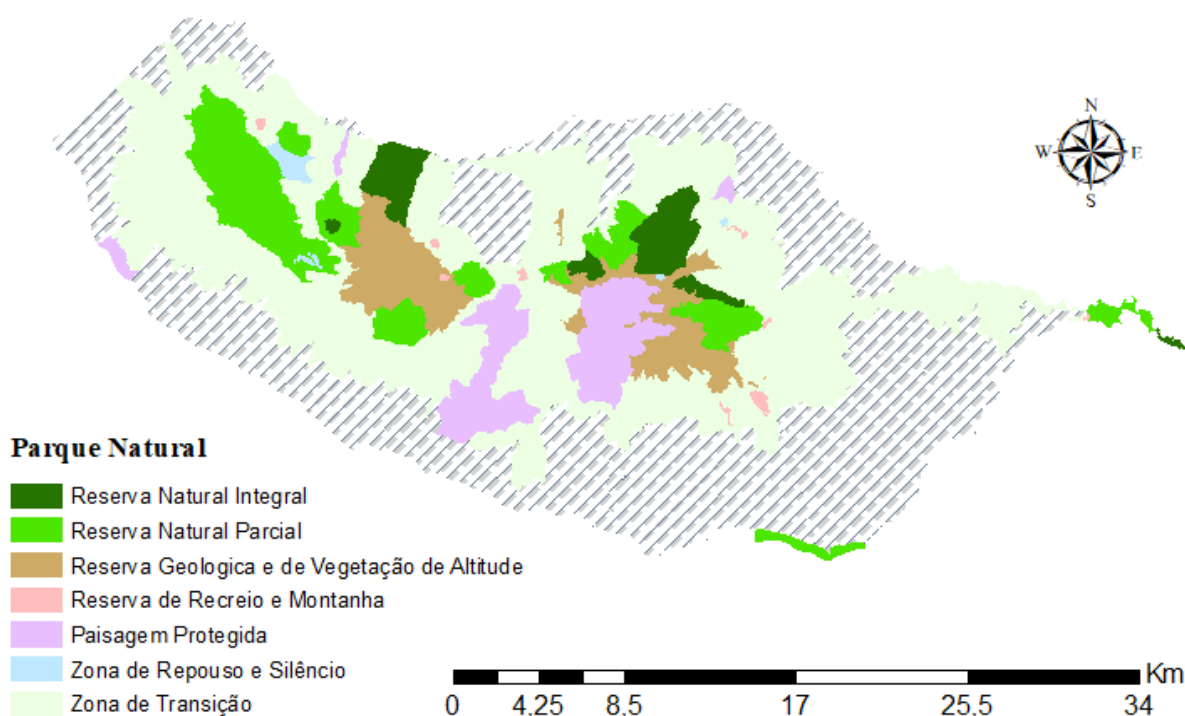 N
W E
S
Parque Natural
Reserva Natural Integral
Reserva Natural Parcial
Reserva Geologica e de Vegetação de Altitude
Reserva de Recreio e Montanha
Paisagem Protegida
Zona de Repouso e Silêncio
Zona de Transição
Km
0 4,25 8,5 17 25,5 34